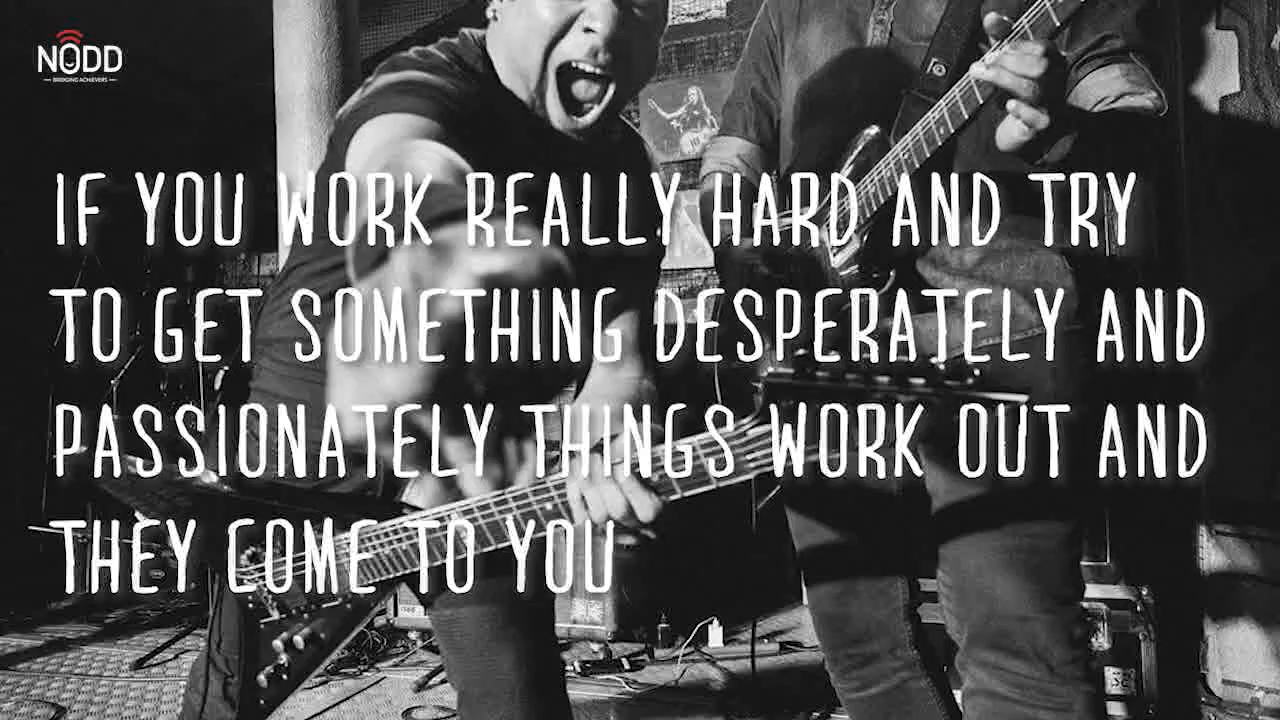 NODD
BRIDGING ACHIEVERS
IF YOU WORK REALLY HARD AND TRY
TO GET SOMETHING DESPERATELY AND
PASSIONATELY THINGS WORK OUT AND
THEY COME TO YOU